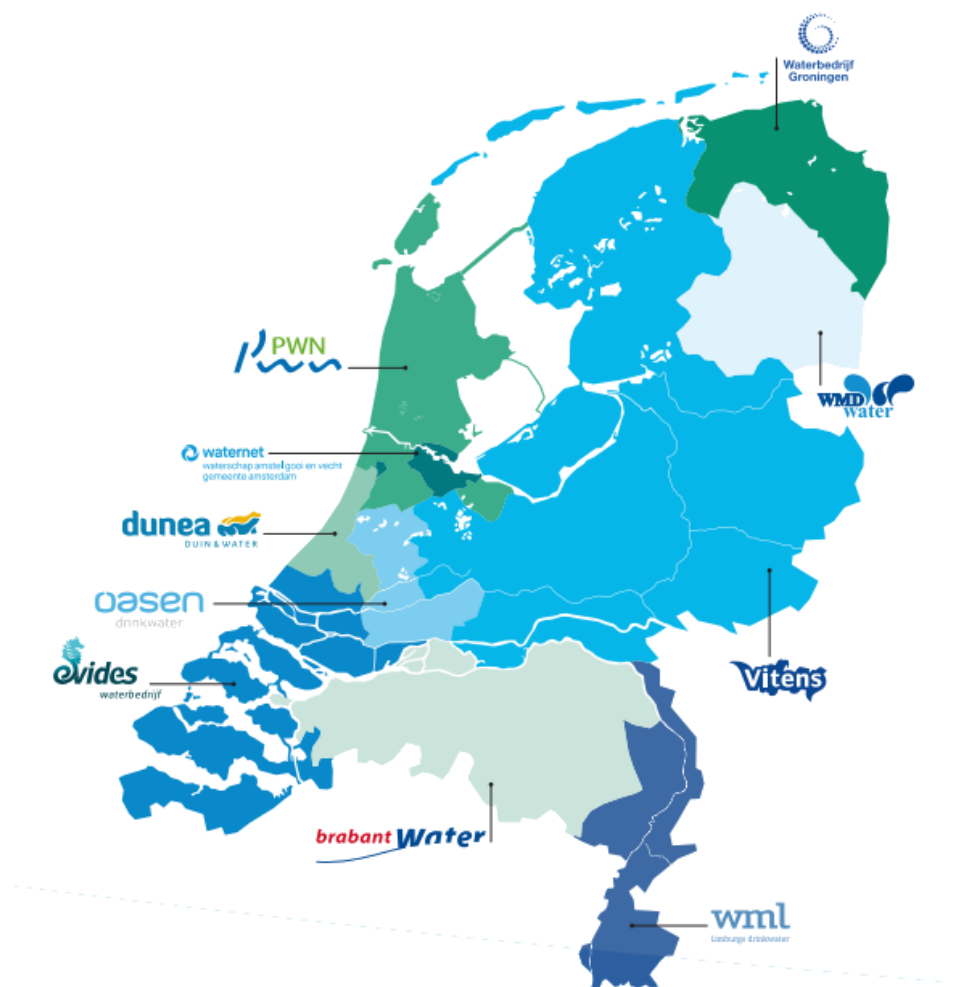 Waterbedrijf
Groningen
PWN
WMD
water
waternet
waterschap amstel gooi en vecht
gemeente amsterdam
dunea
DUIN & WATER
oasen
drinkwater
evides
waterbedrijf
Vitens
brabant Water
wml
Limburgs drinkwater